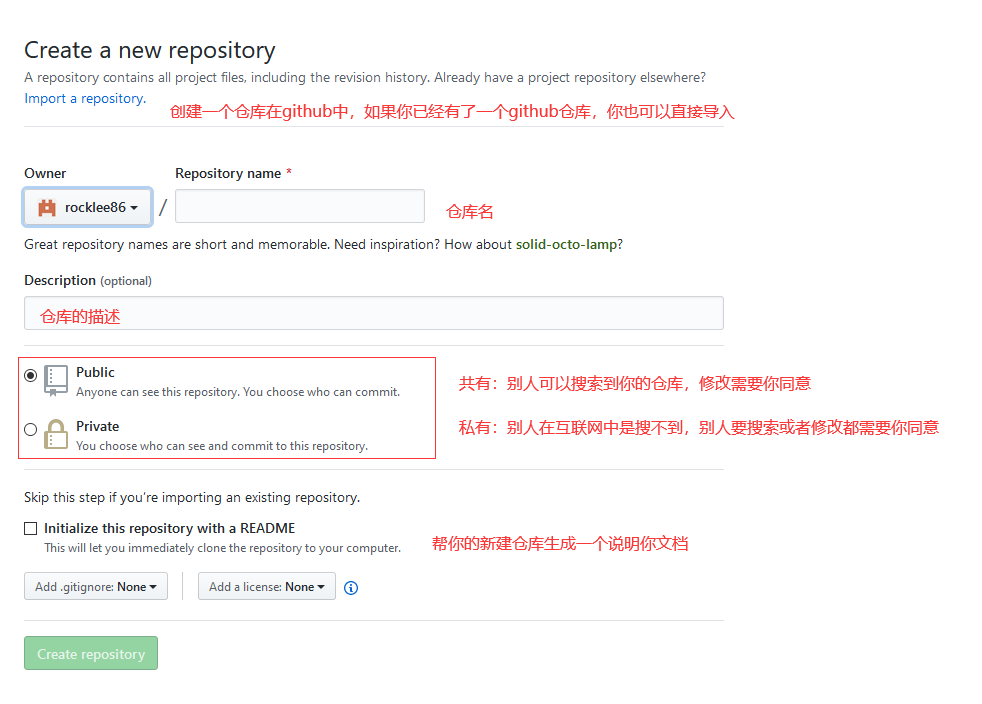 Create a new repository
A repository contains all project files, including the revision history. Already have a project repository elsewhere?
Import a repository.
创建一个仓库在github中，如果你已经有了一个github仓库，你也可以直接导入
Owner
Repository name *
rocklee86
/
仓库名
Great repository names are short and memorable. Need inspiration? How about solid-octo-lamp?
Description (optional)
仓库的描述
Public
Anyone can see this repository. You choose who can commit.
共有：别人可以搜索到你的仓库，修改需要你同意
Private
You choose who can see and commit to this repository.
私有：别人在互联网中是搜不到，别人要搜索或者修改都需要你同意
Skip this step if you’re importing an existing repository.
Initialize this repository with a README
This will let you immediately clone the repository to your computer.
帮你的新建仓库生成一个说明你文档
Add .gitignore: None
Add a license: None
Create repository